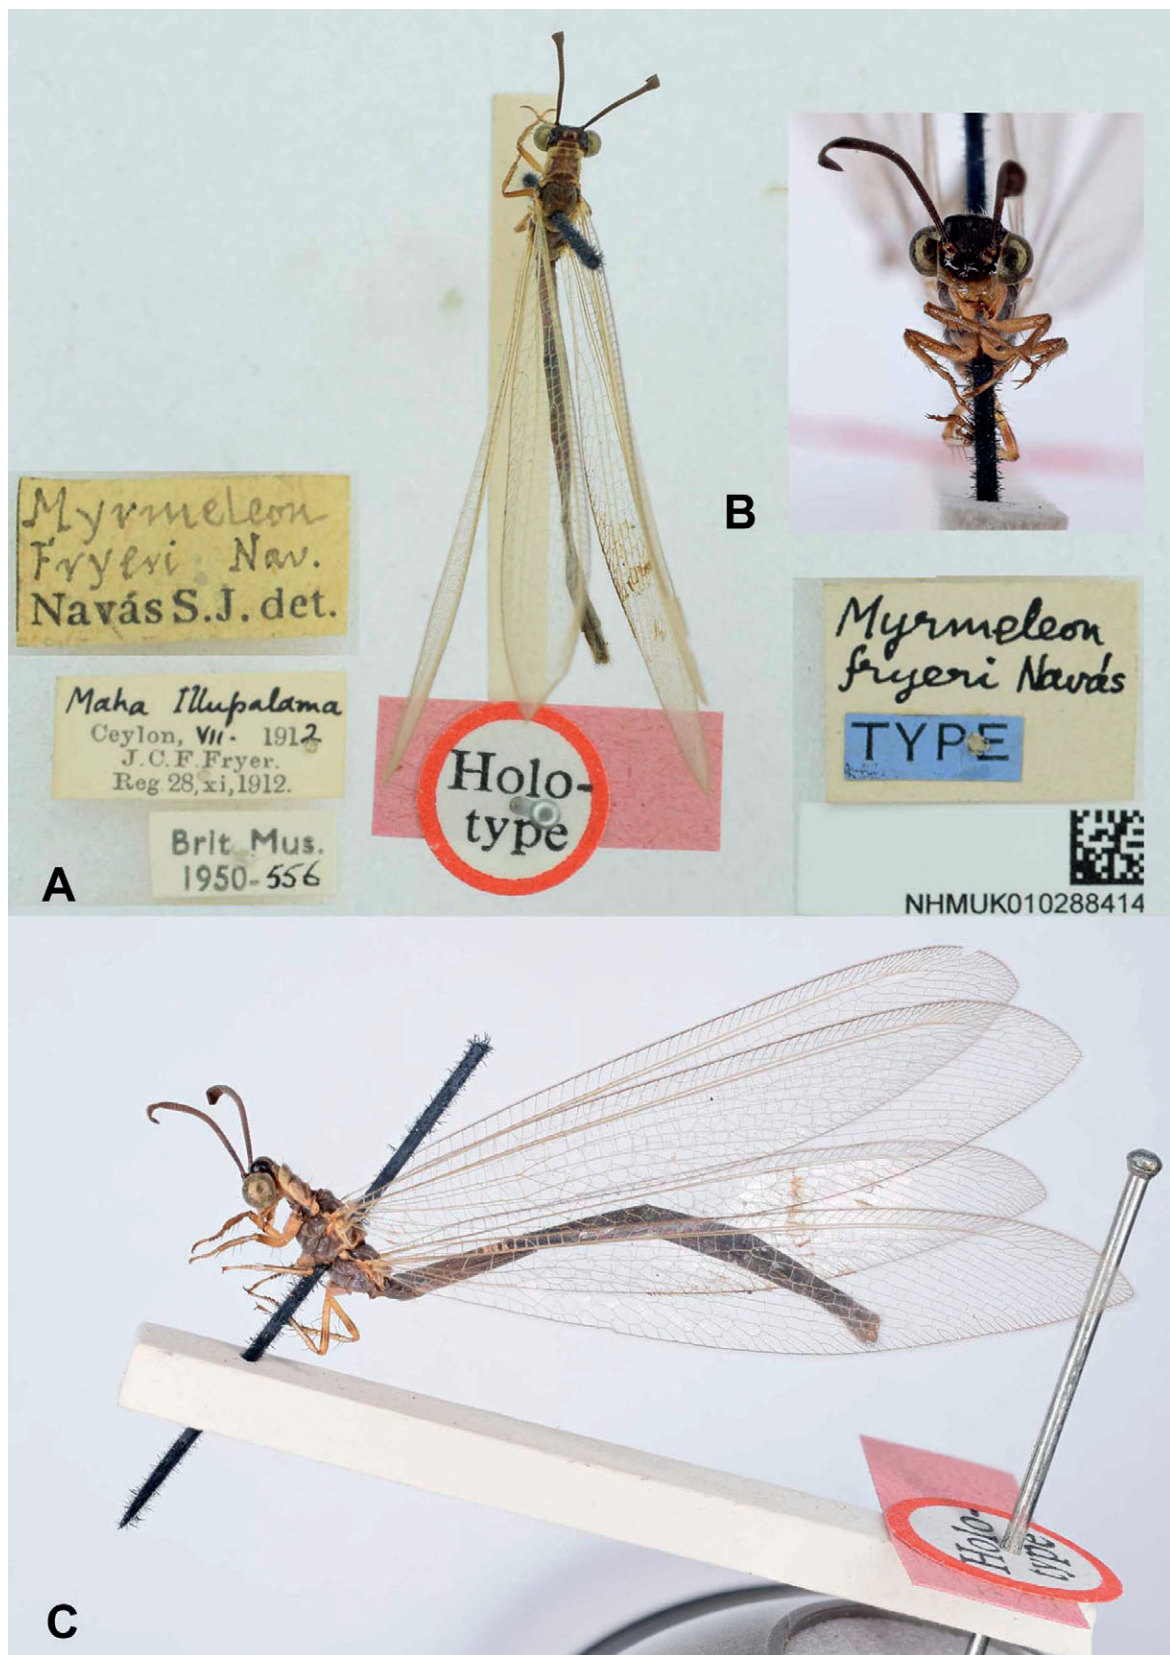 Myrmeleon
Fryeri Nav.
Navás S.J. det.
Maha Illupalama
Ceylon, VII. 1912
J.C.F. Fryer.
Reg. 28, xi, 1912.
Brit. Mus.
1950-556
A
Holo-
type
B
Myrmeleon
fryeri Navás
TYPE
NHMUK010288414
Holo-
type
C